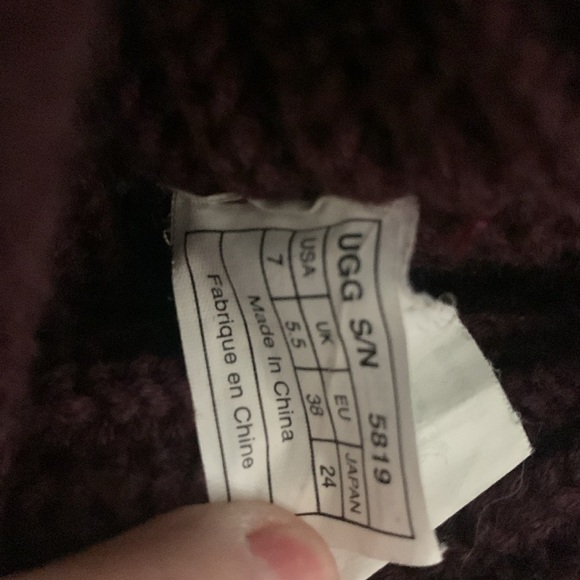 UGG S/N 5819
USA UK EU JAPAN
7 5.5 38 24
Made In China
Fabrique en Chine